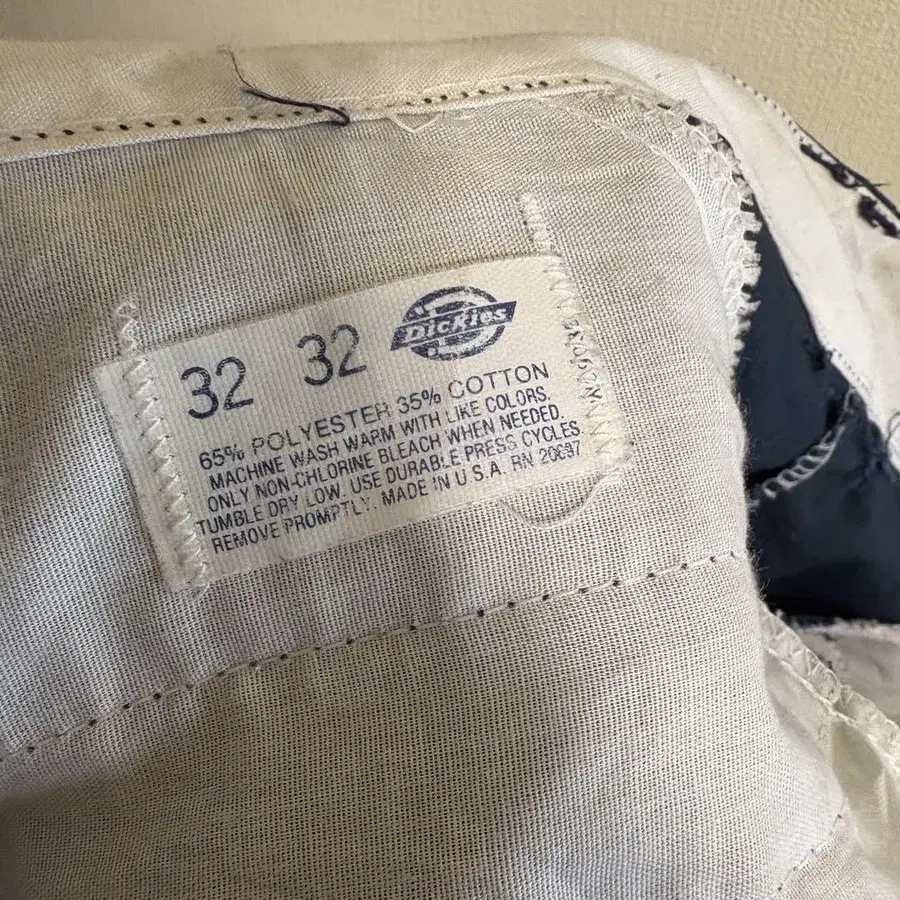 32 32 Dickies
65% POLYESTER 35% COTTON
MACHINE WASH WARM WITH LIKE COLORS.
ONLY NON-CHLORINE BLEACH WHEN NEEDED.
TUMBLE DRY LOW. USE DURABLE PRESS CYCLES
REMOVE PROMPTLY. MADE IN U.S.A. RN 20697